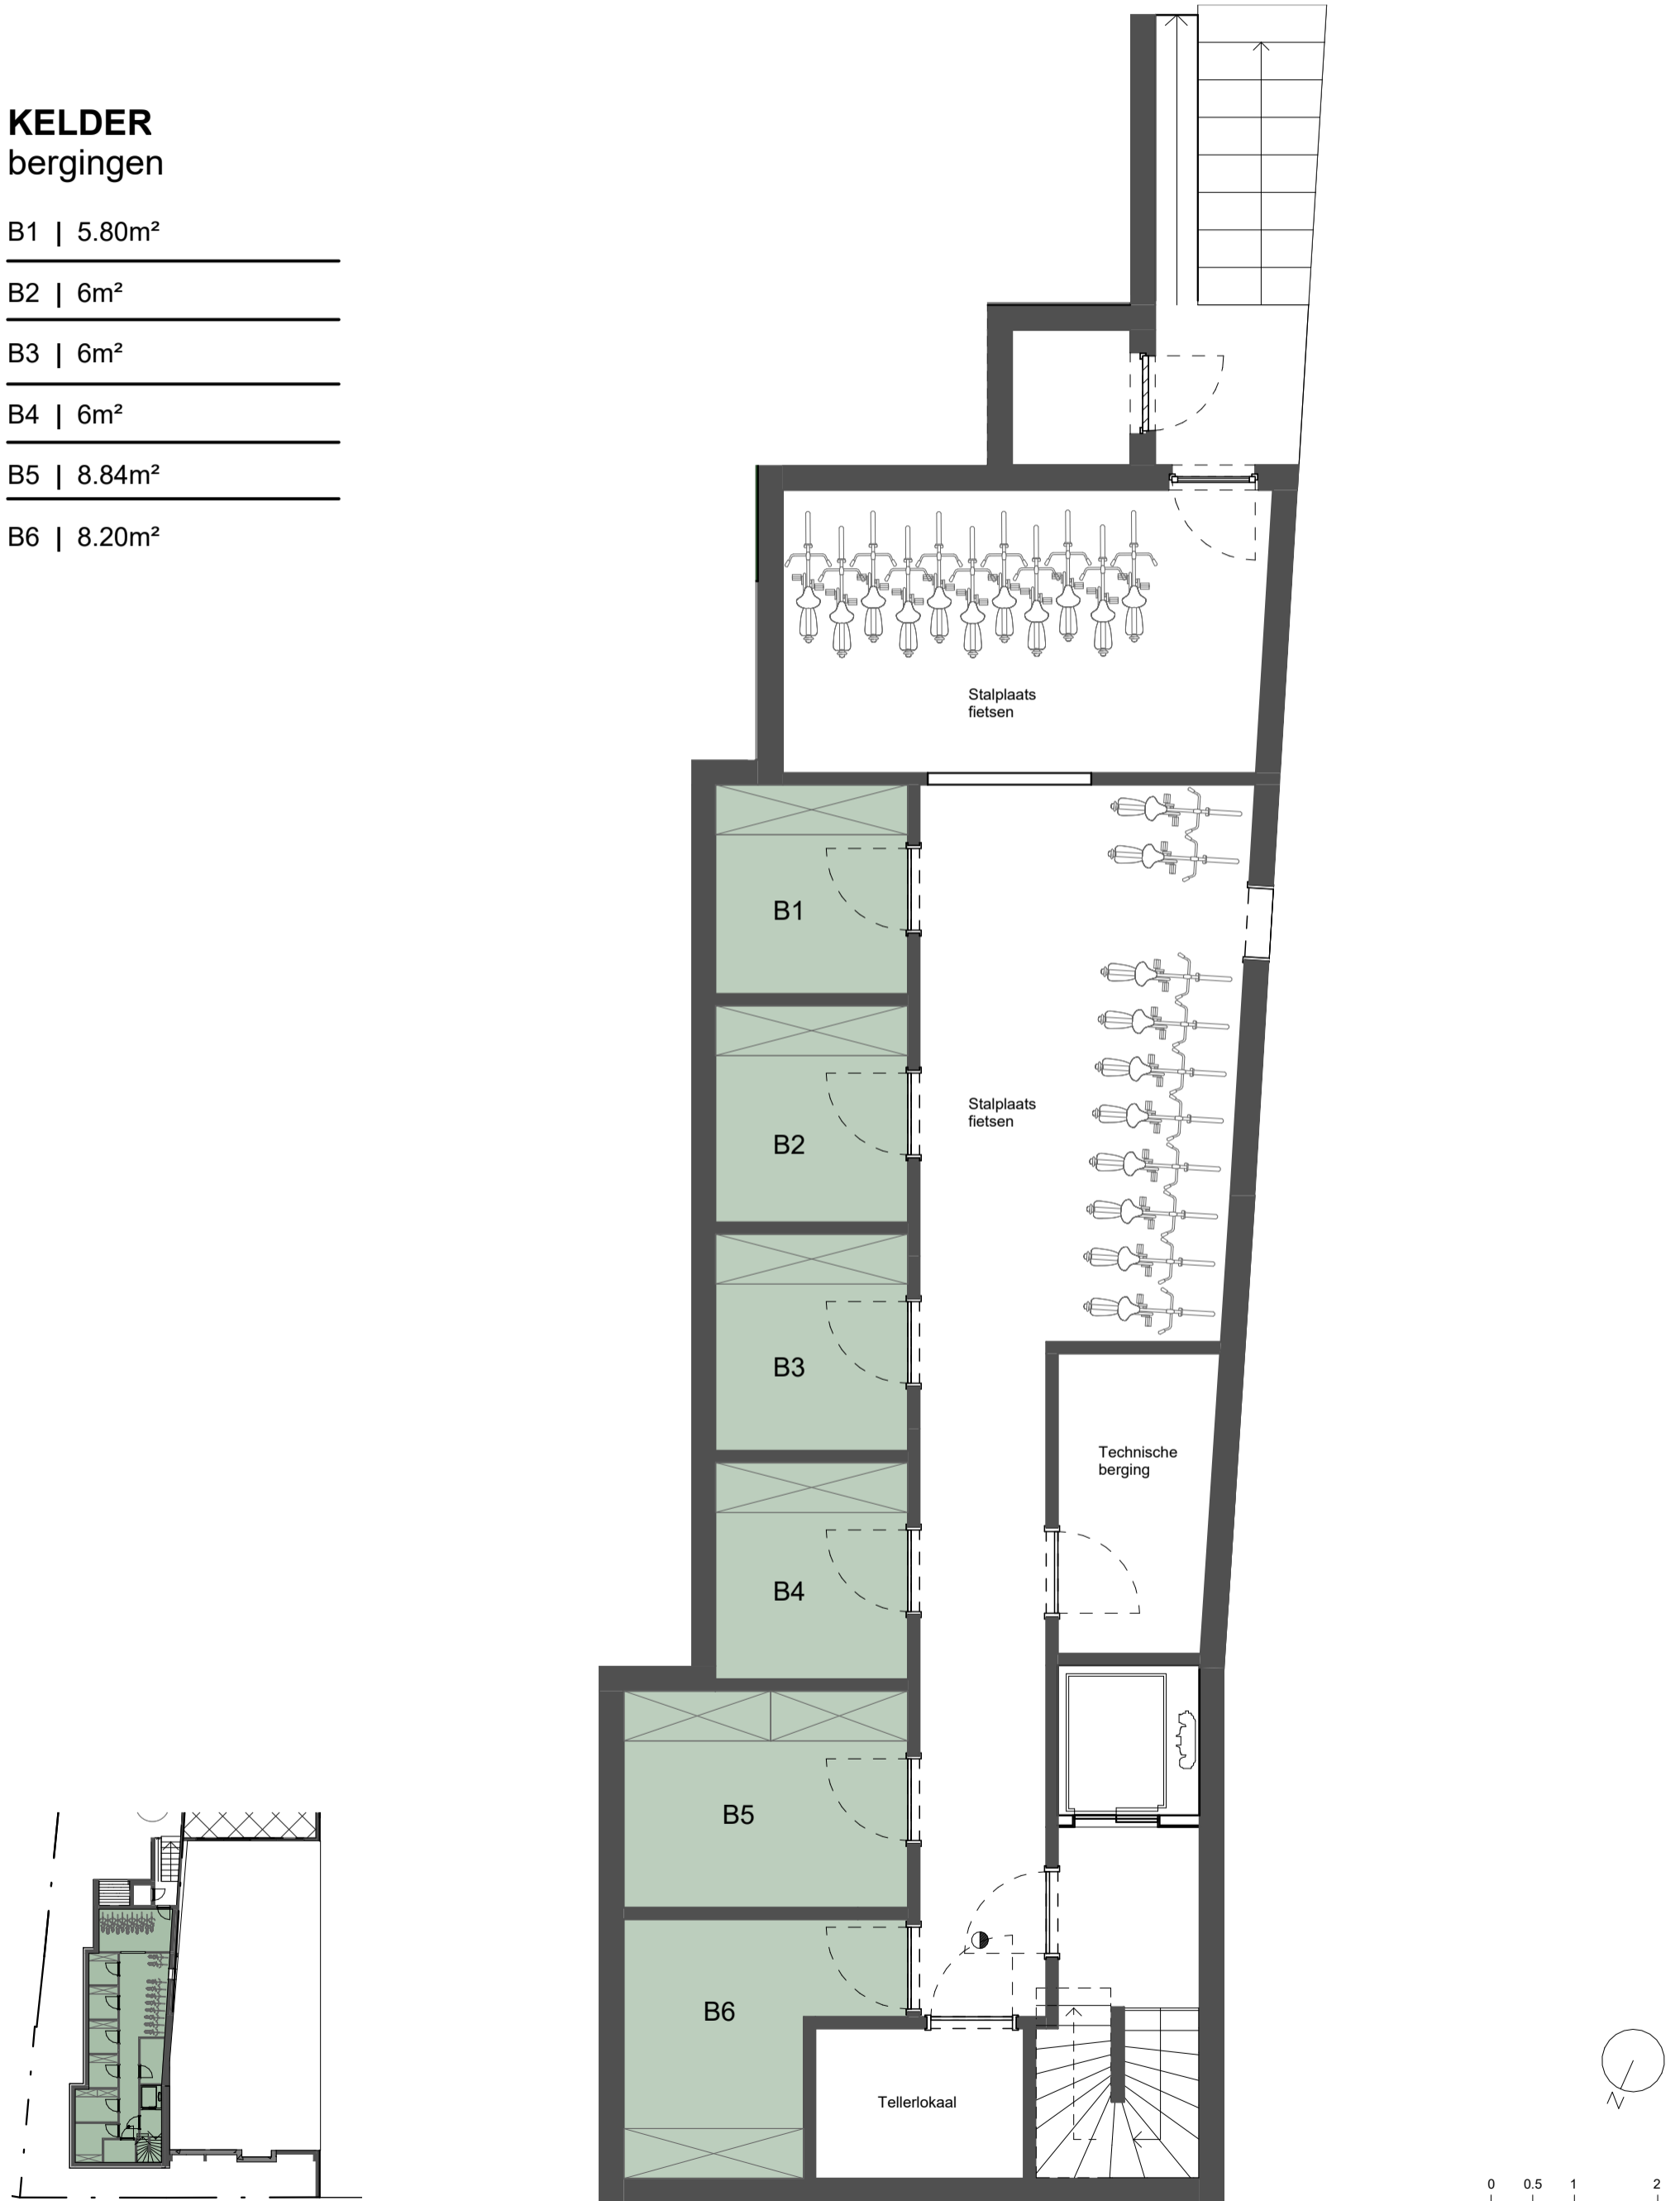 KELDER
bergingen
B1 | 5.80m²
B2 | 6m²
B3 | 6m²
B4 | 6m²
B5 | 8.84m²
B6 | 8.20m²
Stalplaats
fietsen
B1
Stalplaats
fietsen
B2
B3
Technische
berging
B4
B5
B6
Tellerlokaal
N
0 0.5 1 2